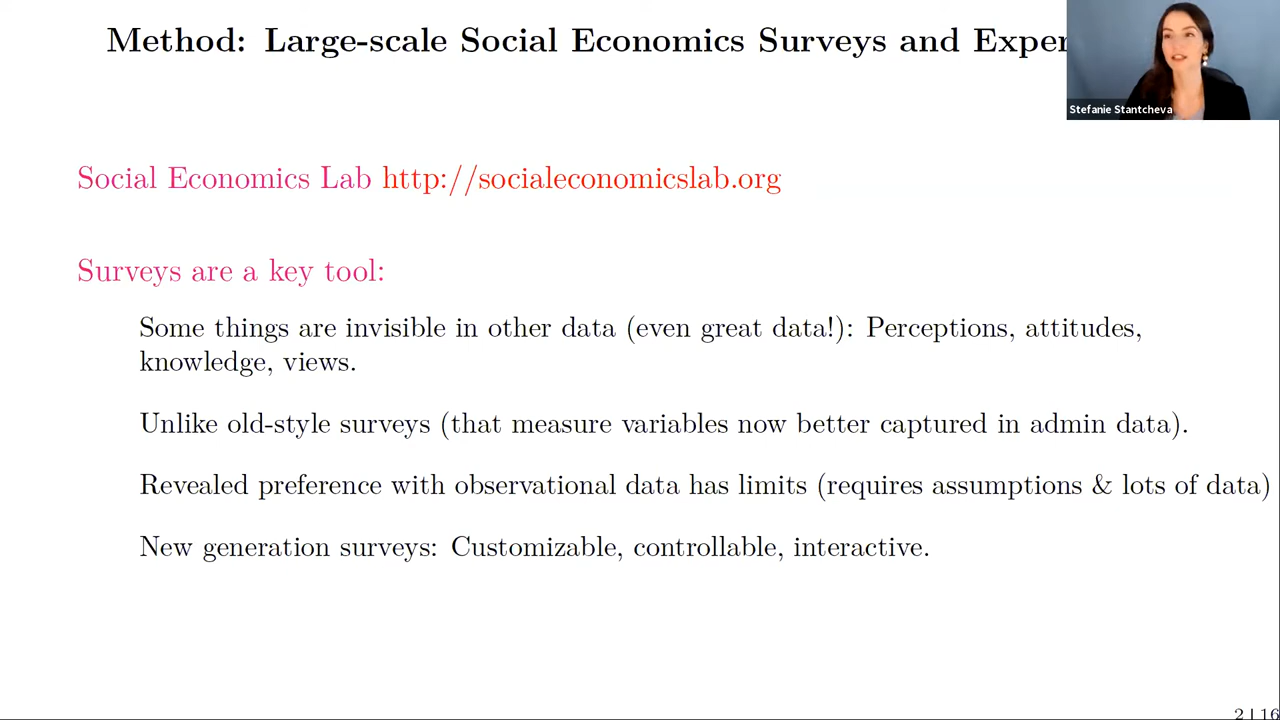 Method: Large-scale Social Economics Surveys and Exper
Stefanie Stantcheva
Social Economics Lab http://socialeconomicslab.org
Surveys are a key tool:
Some things are invisible in other data (even great data!): Perceptions, attitudes,
knowledge, views.
Unlike old-style surveys (that measure variables now better captured in admin data).
Revealed preference with observational data has limits (requires assumptions & lots of data)
New generation surveys: Customizable, controllable, interactive.
2 | 16